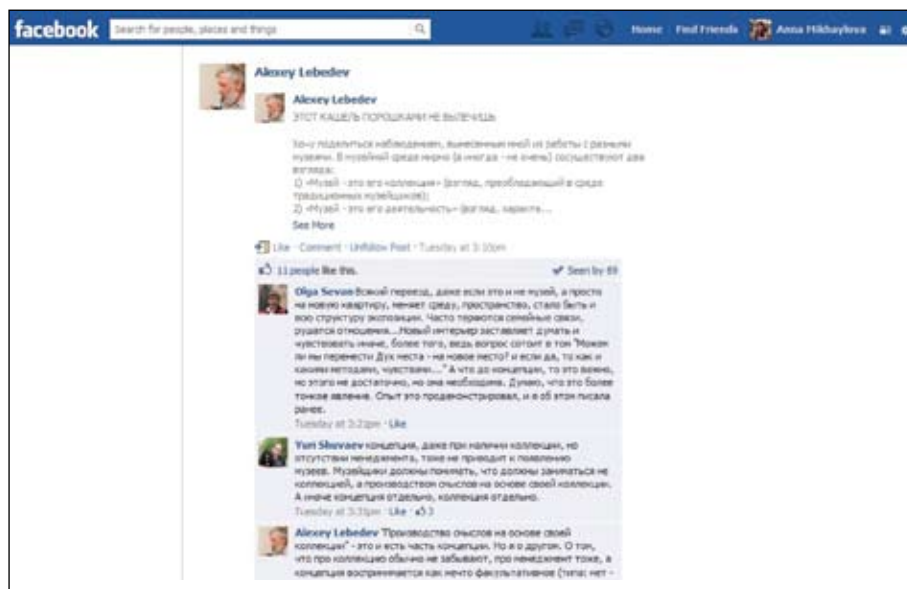 facebook Search for people, places and things Home Find Friends Anna Mikhaylova
Alexey Lebedev
Alexey Lebedev
ЭТОТ КАШЕЛЬ ПОРОШКАМИ НЕ ВЫЛЕЧИШЬ
Хочу поделиться наблюдением, вынесенным мной из работы с разными
музеями. В музейной среде мирно (а иногда - не очень) сосуществуют два
взгляда:
1) «Музей - это его коллекция» (взгляд, преобладающий в среде
традиционных музейщиков);
2) «Музей - это его деятельность» (взгляд, характе...
See More
Like · Comment · Unfollow Post · Tuesday at 3:10pm
11 people like this. Seen by 69
Olga Sevan Всякий переезд, даже если это и не музей, а просто
на новую квартиру, меняет среду, пространство, стало быть и
всю структуру экспозиции. Часто теряются семейные связи,
рушатся отношения...Новый интерьер заставляет думать и
чувствовать иначе, более того, ведь вопрос сотоит в том "Можем
ли мы перенести Дух места - на новое место? и если да, то как и
какими методами, чувствами...." А что до концепции, то это важно,
но этого не достаточно, но она необходима. Думаю, что это более
тонкое явление. Опыт это продемонстрировал, и я об этом писала
ранее.
Tuesday at 3:21pm · Like
Yuri Shuvaev концепция, даже при наличии коллекции, но
отсутствии менеджмента, тоже не приводит к появлению
музеев. Музейщики должны понимать, что должны заниматься не
коллекцией, а производством смыслов на основе своей коллекции.
А иначе концепция отдельно, коллекция отдельно.
Tuesday at 3:31pm · Like · 3
Alexey Lebedev "Производство смыслов на основе своей
коллекции" - это и есть часть концепции. Но я о другом. О том,
что про коллекцию обычно не забывают, про менеджмент тоже, а
концепция воспринимается как нечто факультативное (типа: нет -